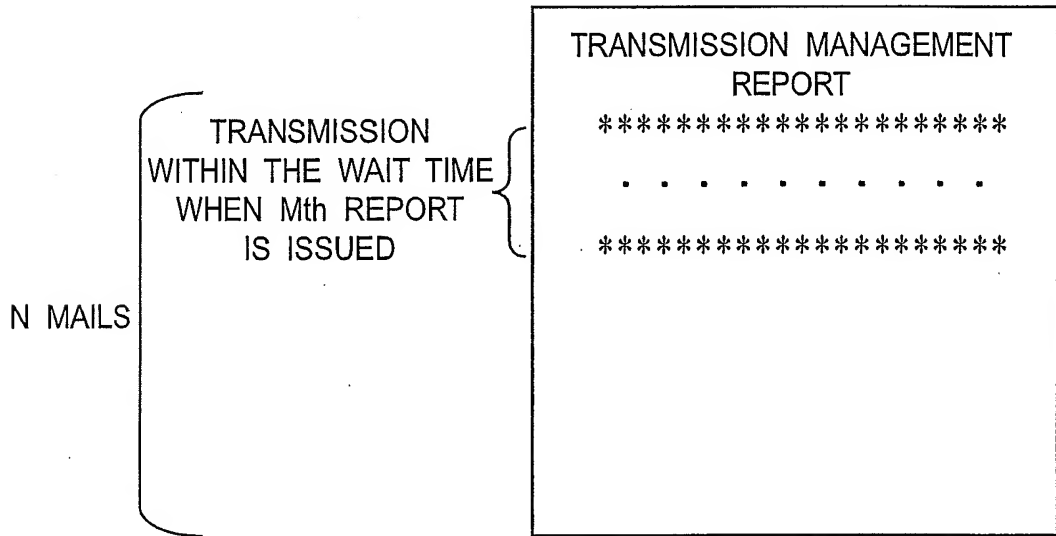 TRANSMISSION MANAGEMENT
REPORT
*********************
. . . . . . . . . .
*********************
TRANSMISSION
WITHIN THE WAIT TIME
WHEN Mth REPORT
IS ISSUED
N MAILS